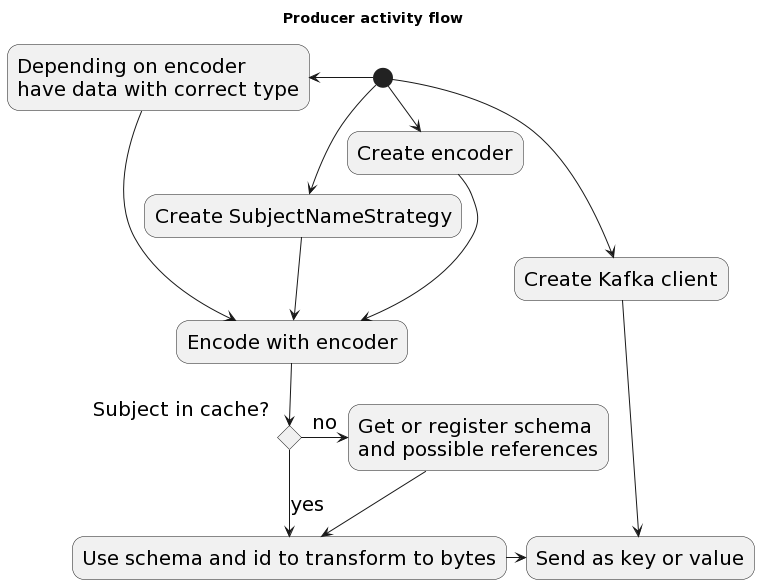 Producer activity flow
Depending on encoder
have data with correct type
Create encoder
Create SubjectNameStrategy
Create Kafka client
Encode with encoder
Subject in cache?
no
Get or register schema
and possible references
yes
Use schema and id to transform to bytes
Send as key or value